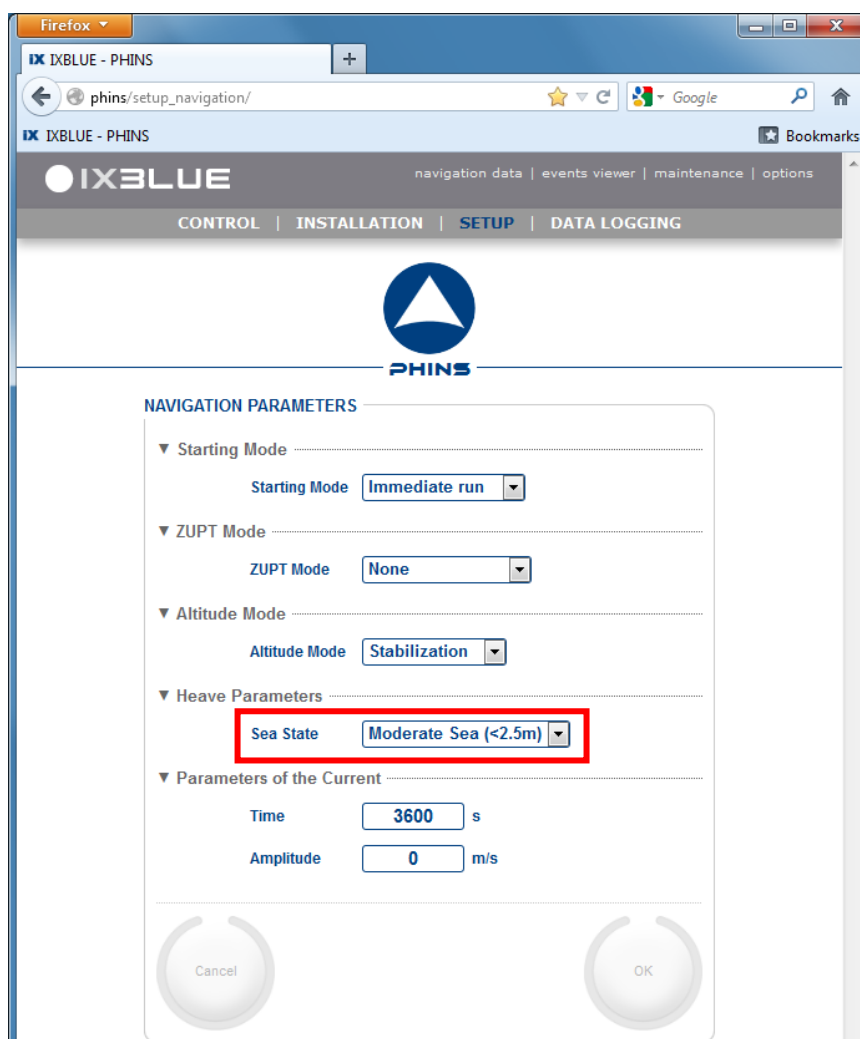 Firefox
iX IXBLUE - PHINS +
phins/setup_navigation/ Google
iX IXBLUE - PHINS Bookmarks
IXBLUE navigation data | events viewer | maintenance | options
CONTROL | INSTALLATION | SETUP | DATA LOGGING
PHINS
NAVIGATION PARAMETERS
▼ Starting Mode
Starting Mode Immediate run
▼ ZUPT Mode
ZUPT Mode None
▼ Altitude Mode
Altitude Mode Stabilization
▼ Heave Parameters
Sea State Moderate Sea (<2.5m)
▼ Parameters of the Current
Time 3600 s
Amplitude 0 m/s
Cancel OK